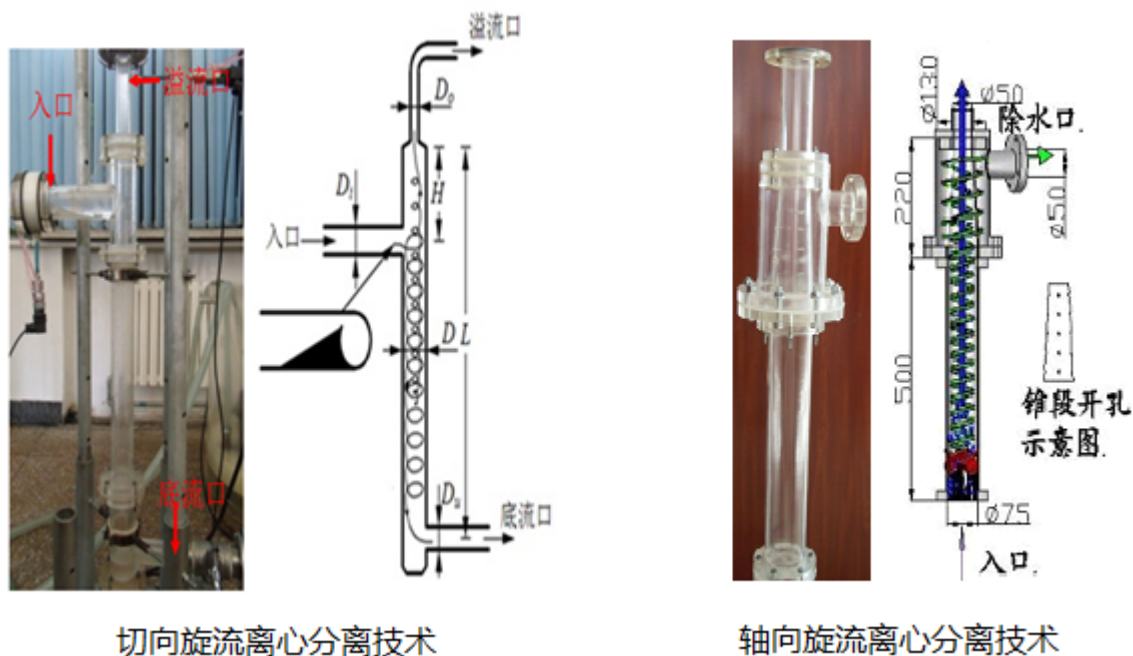 溢流口
入口
底流口
溢流口
D₀
Dᵢ
H
入口
D
L
Dᵤ
底流口
切向旋流离心分离技术
ø130
ø50
除水口.
220
ø50
500
锥段开孔
示意图.
ø75
入口.
轴向旋流离心分离技术